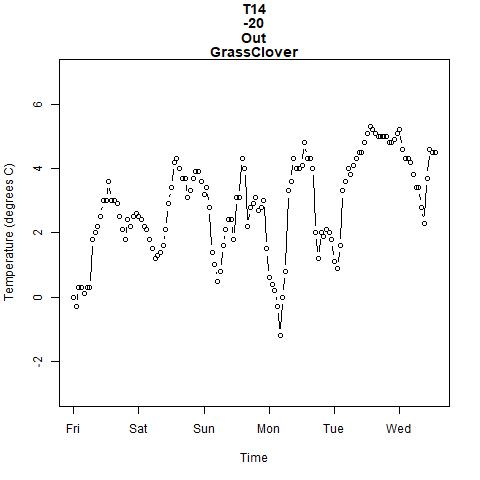 T14
-20
Out
GrassClover
Temperature (degrees C)
6
4
2
0
-2
Fri Sat Sun Mon Tue Wed
Time